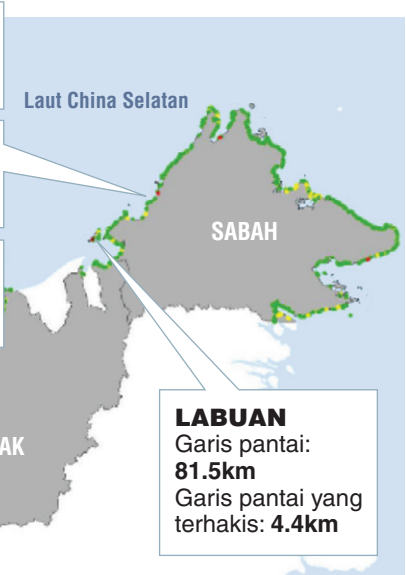 Laut China Selatan
SABAH
AK
LABUAN
Garis pantai:
81.5km
Garis pantai yang
terhakis: 4.4km